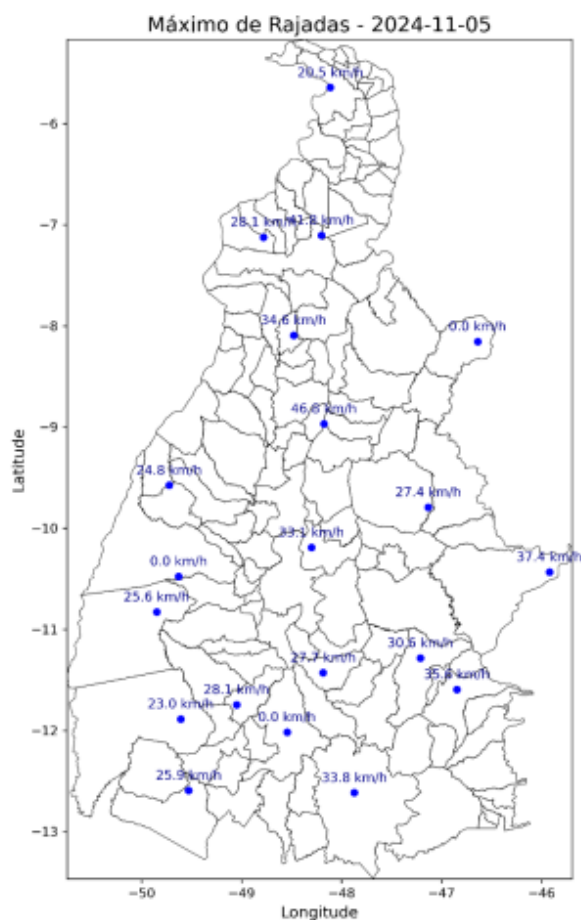 Máximo de Rajadas - 2024-11-05
20.5 km/h
28.1 km/h
41.8 km/h
34.6 km/h
0.0 km/h
46.8 km/h
24.8 km/h
27.4 km/h
33.1 km/h
0.0 km/h
37.4 km/h
25.6 km/h
30.6 km/h
27.7 km/h
28.1 km/h
23.0 km/h
0.0 km/h
25.9 km/h
33.8 km/h
−6
−7
−8
−9
−10
−11
−12
−13
Latitude
−50
−49
−48
−47
−46
Longitude